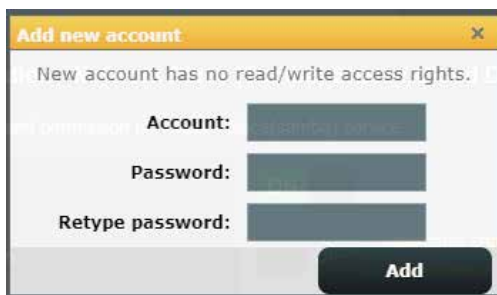 Add new account ×
New account has no read/write access rights.
Account:
Password:
Retype password:
Add